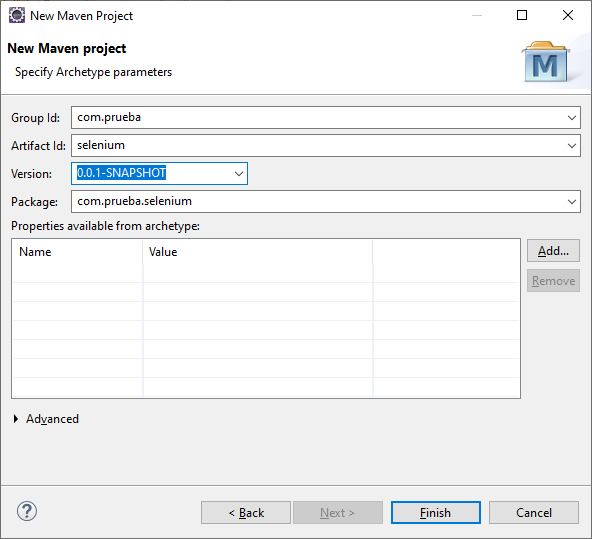 New Maven Project
New Maven project
Specify Archetype parameters
M
Group Id: com.prueba
Artifact Id: selenium
Version: 0.0.1-SNAPSHOT
Package: com.prueba.selenium
Properties available from archetype:
Name Value
Add...
Remove
Advanced
? < Back Next > Finish Cancel